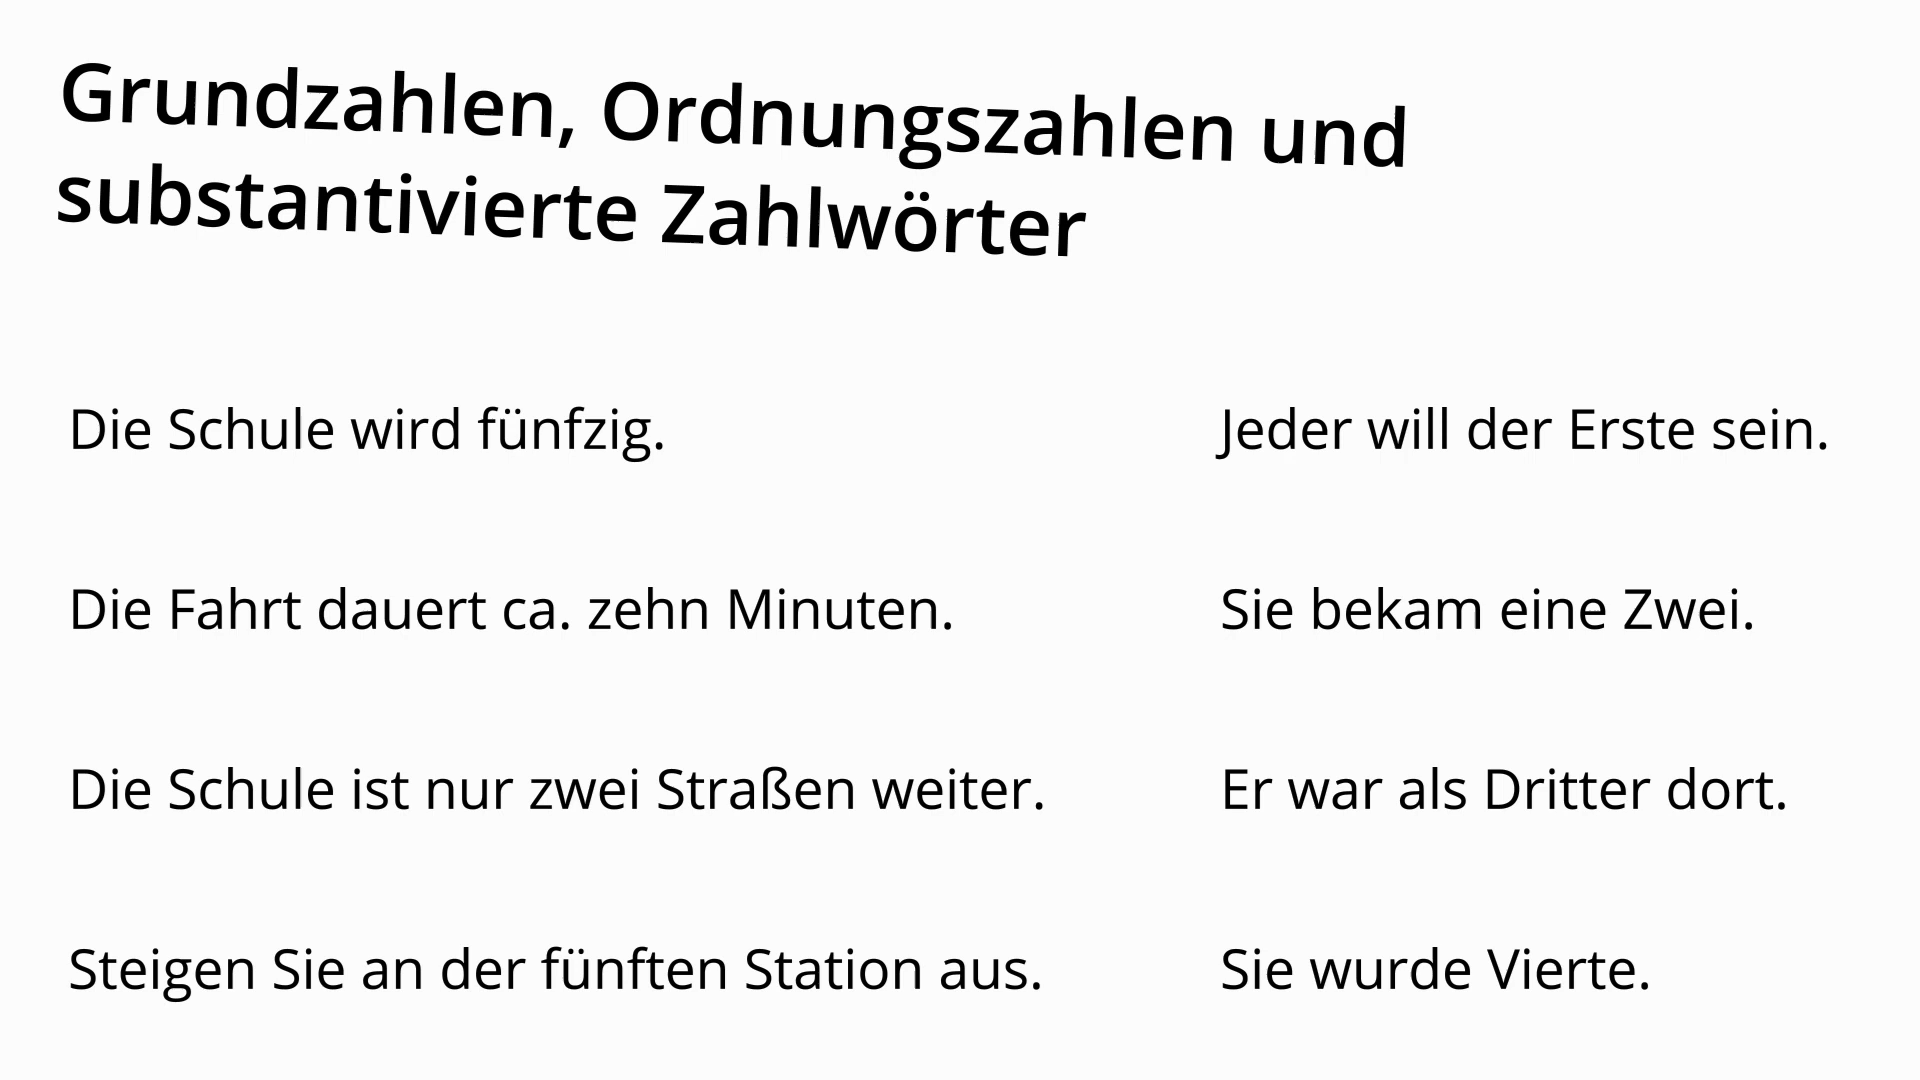 Grundzahlen, Ordnungszahlen und
substantivierte Zahlwörter
Die Schule wird fünfzig.
Jeder will der Erste sein.
Die Fahrt dauert ca. zehn Minuten.
Sie bekam eine Zwei.
Die Schule ist nur zwei Straßen weiter.
Er war als Dritter dort.
Steigen Sie an der fünften Station aus.
Sie wurde Vierte.